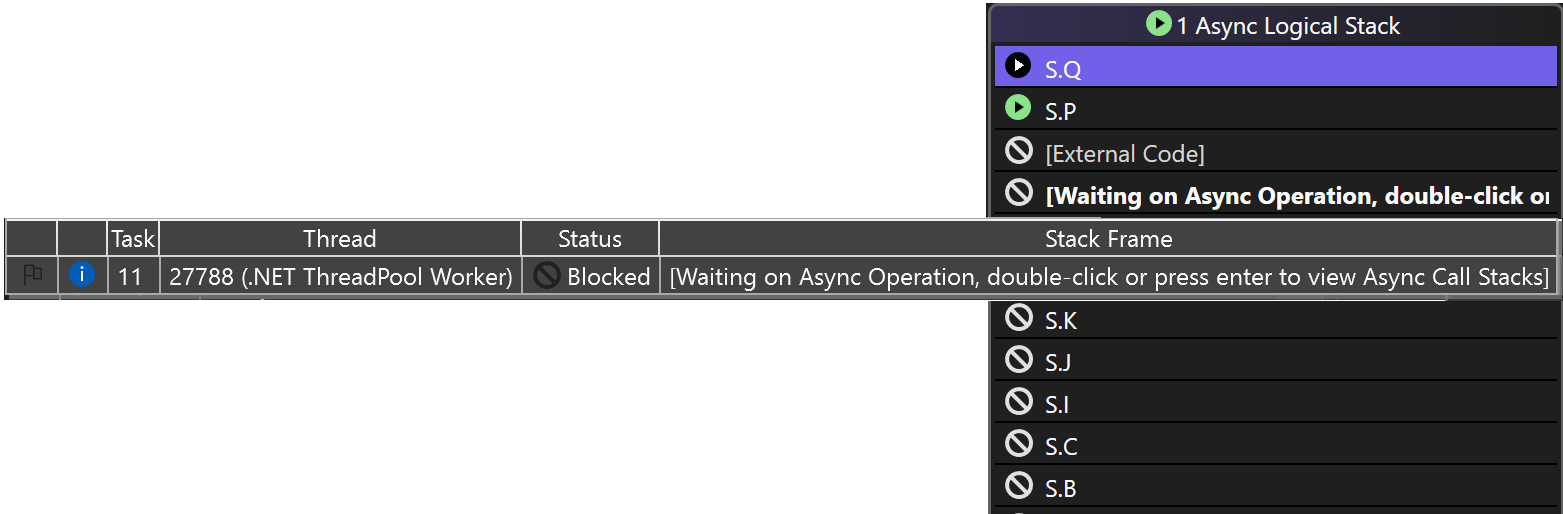 1 Async Logical Stack
S.Q
S.P
[External Code]
[Waiting on Async Operation, double-click or
Task Thread Status Stack Frame
11 27788 (.NET ThreadPool Worker) Blocked [Waiting on Async Operation, double-click or press enter to view Async Call Stacks]
S.K
S.J
S.I
S.C
S.B